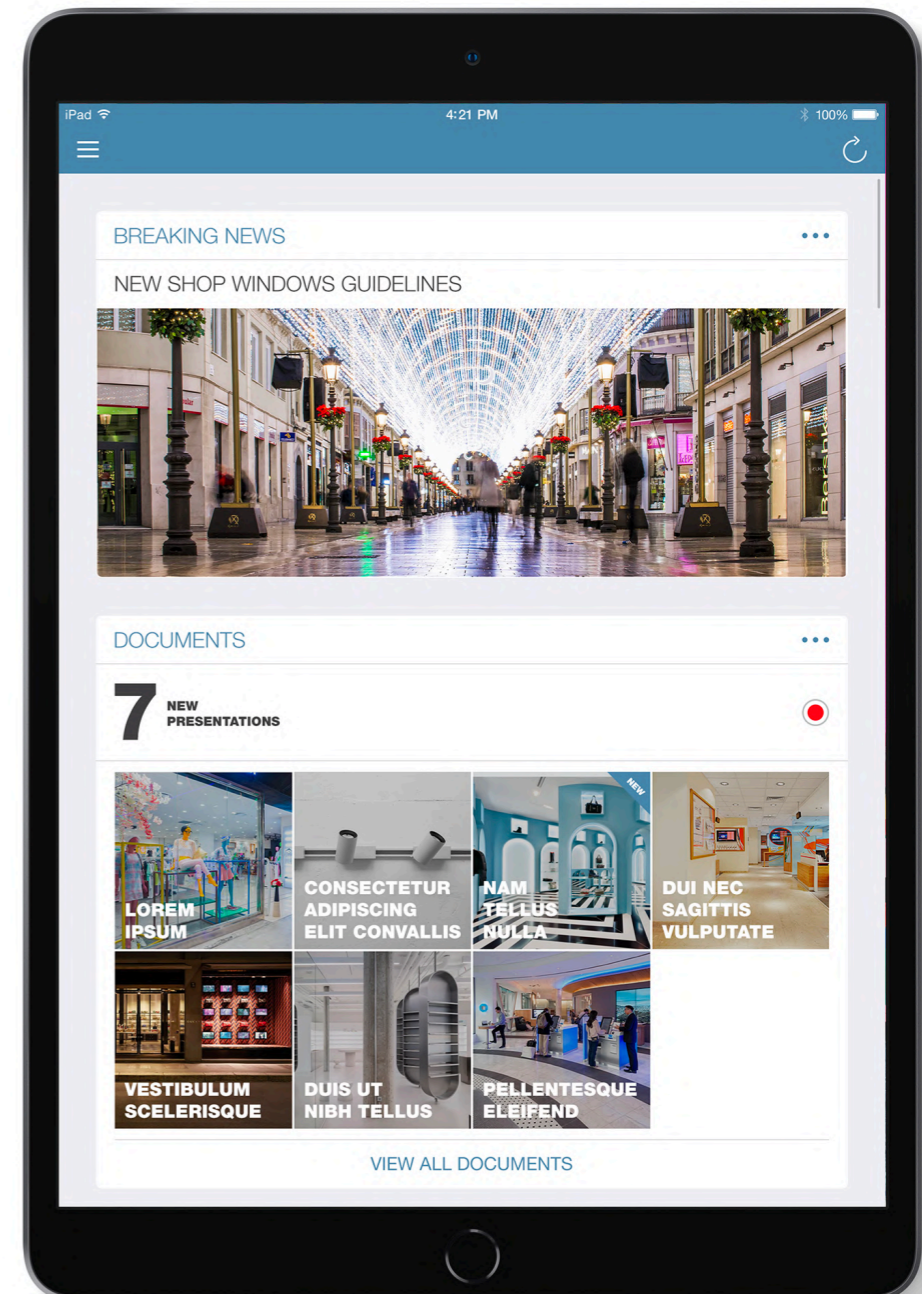 iPad 4:21 PM 100%
BREAKING NEWS
NEW SHOP WINDOWS GUIDELINES
DOCUMENTS
7 NEW
PRESENTATIONS
LOREM
IPSUM
CONSECTETUR
ADIPISCING
ELIT CONVALLIS
NEW
NAM
TELLUS
NULLA
DUI NEC
SAGITTIS
VULPUTATE
VESTIBULUM
SCELERISQUE
DUIS UT
NIBH TELLUS
PELLENTESQUE
ELEIFEND
VIEW ALL DOCUMENTS